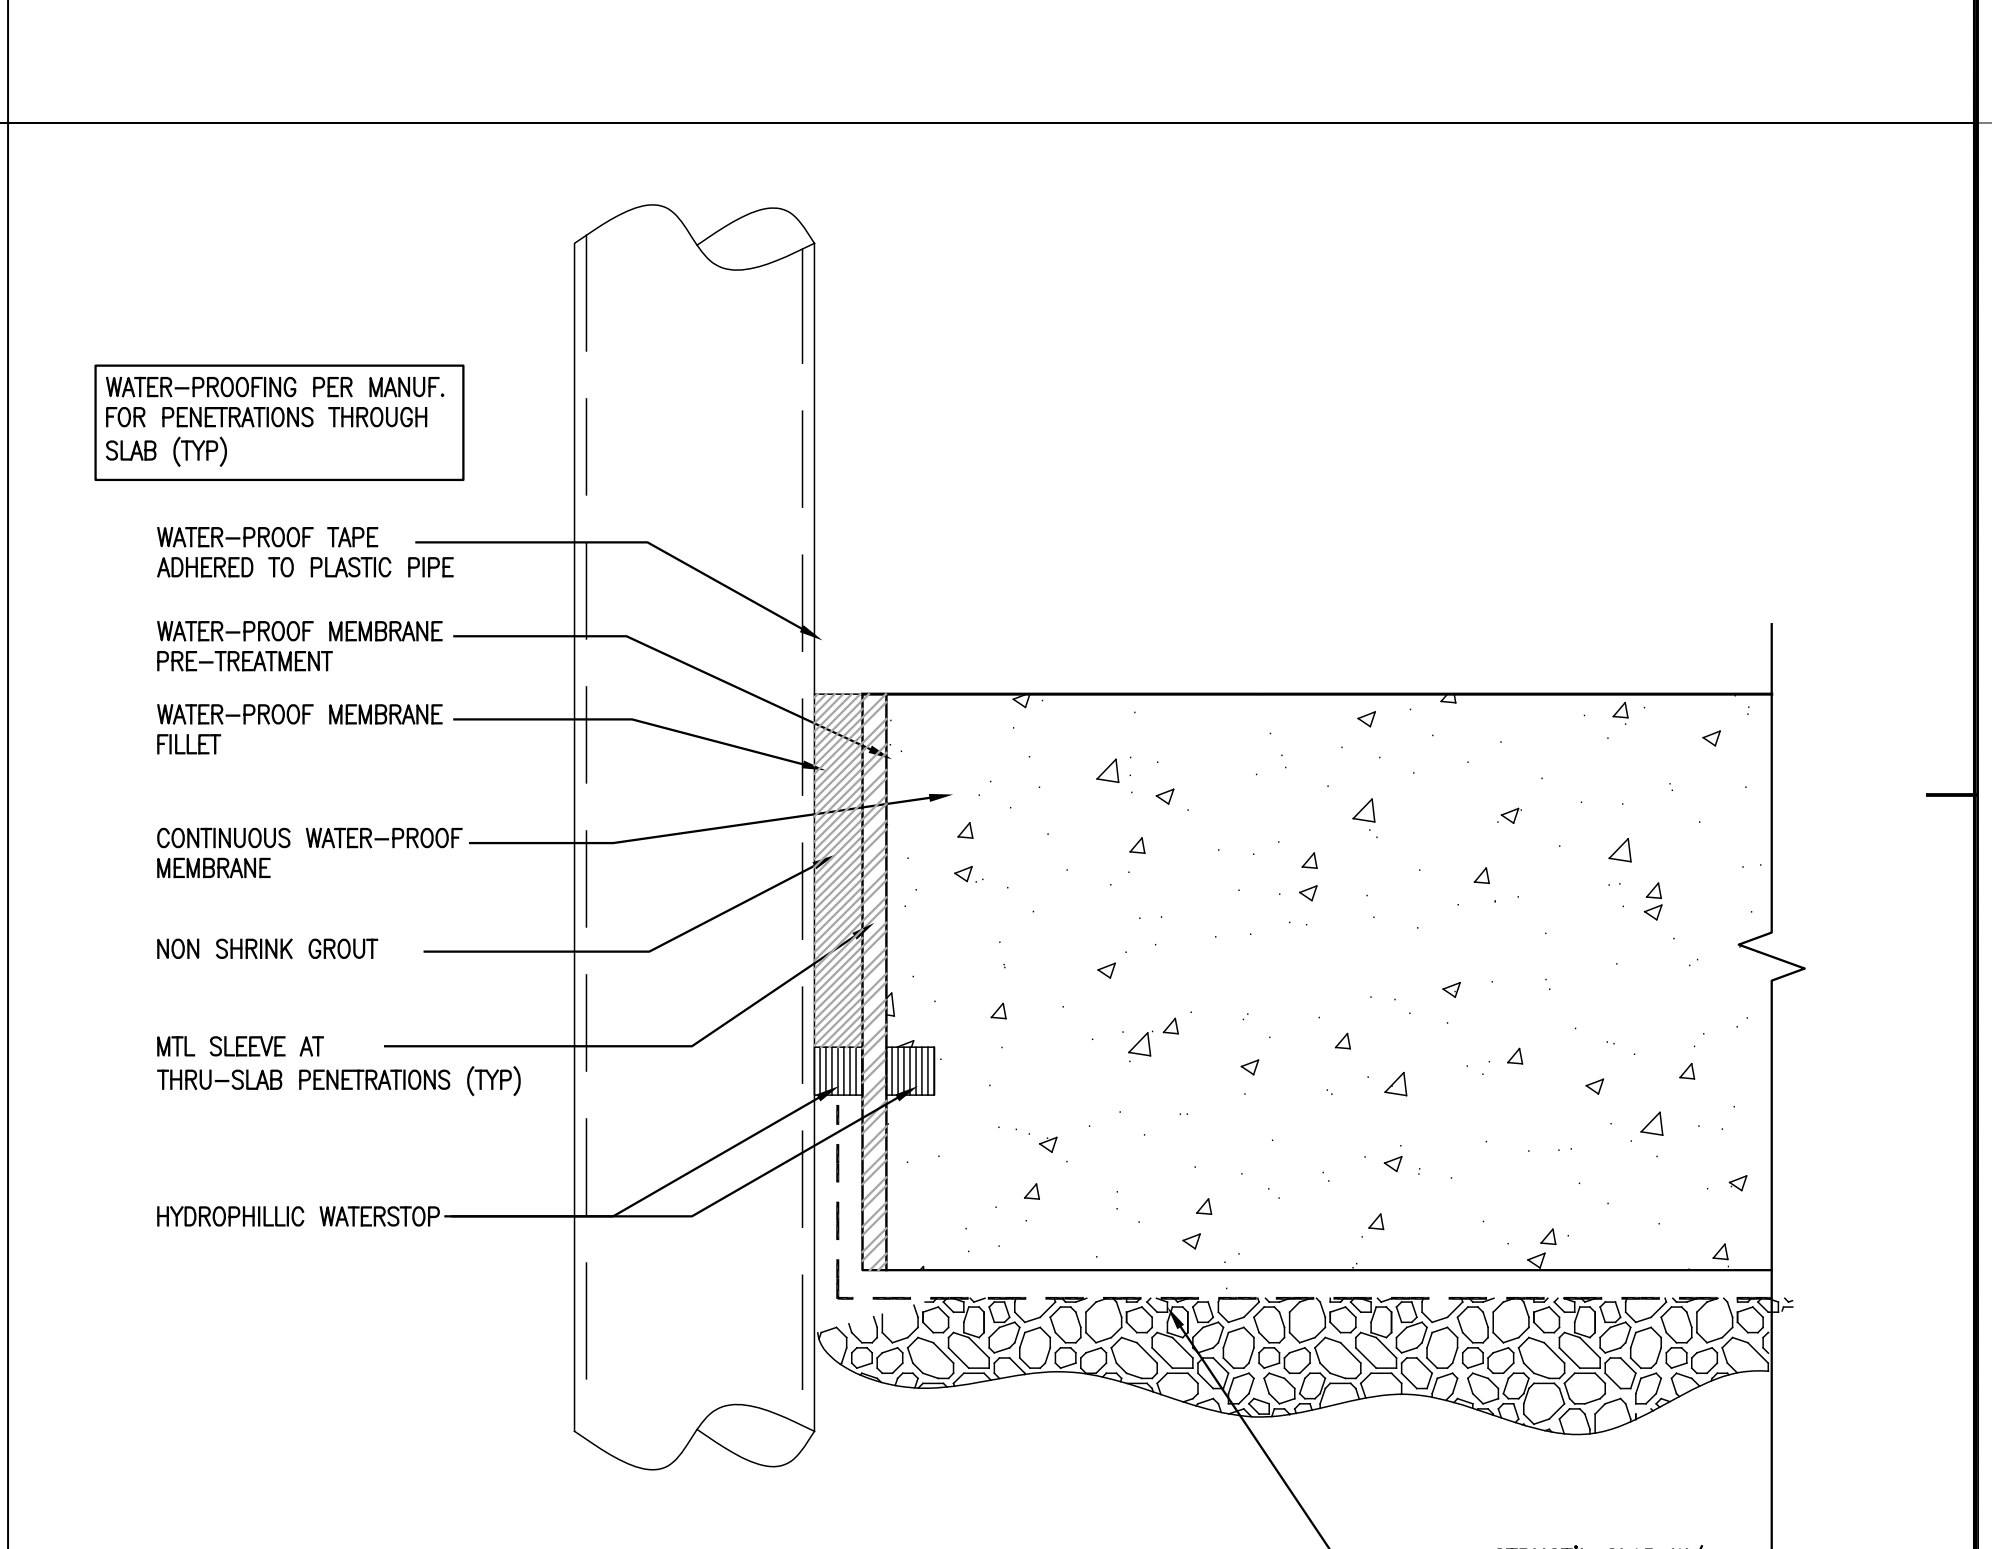 WATER-PROOFING PER MANUF.
FOR PENETRATIONS THROUGH
SLAB (TYP)
WATER-PROOF TAPE
ADHERED TO PLASTIC PIPE
WATER-PROOF MEMBRANE
PRE-TREATMENT
WATER-PROOF MEMBRANE
FILLET
CONTINUOUS WATER-PROOF
MEMBRANE
NON SHRINK GROUT
MTL SLEEVE AT
THRU-SLAB PENETRATIONS (TYP)
HYDROPHILLIC WATERSTOP